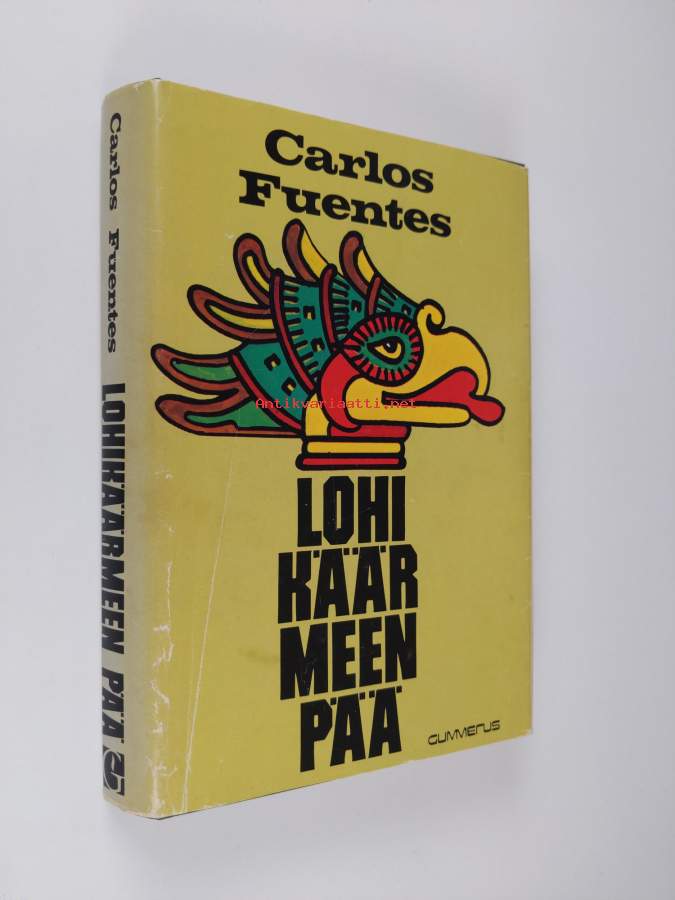 Carlos
Fuentes
Antikvariaatti.net
LOHI
KÄÄR
MEEN
PÄÄ
GUMMERUS
Carlos Fuentes LOHIKÄÄRMEEN PÄÄ